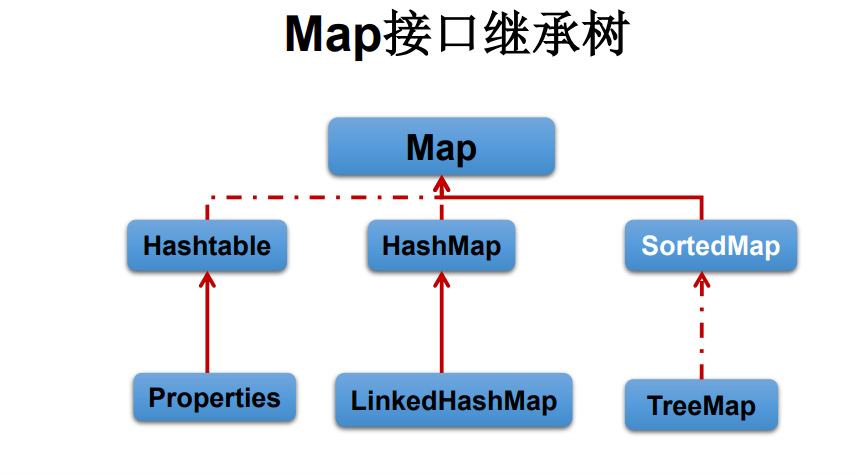 Map接口继承树
Map
Hashtable
HashMap
SortedMap
Properties
LinkedHashMap
TreeMap